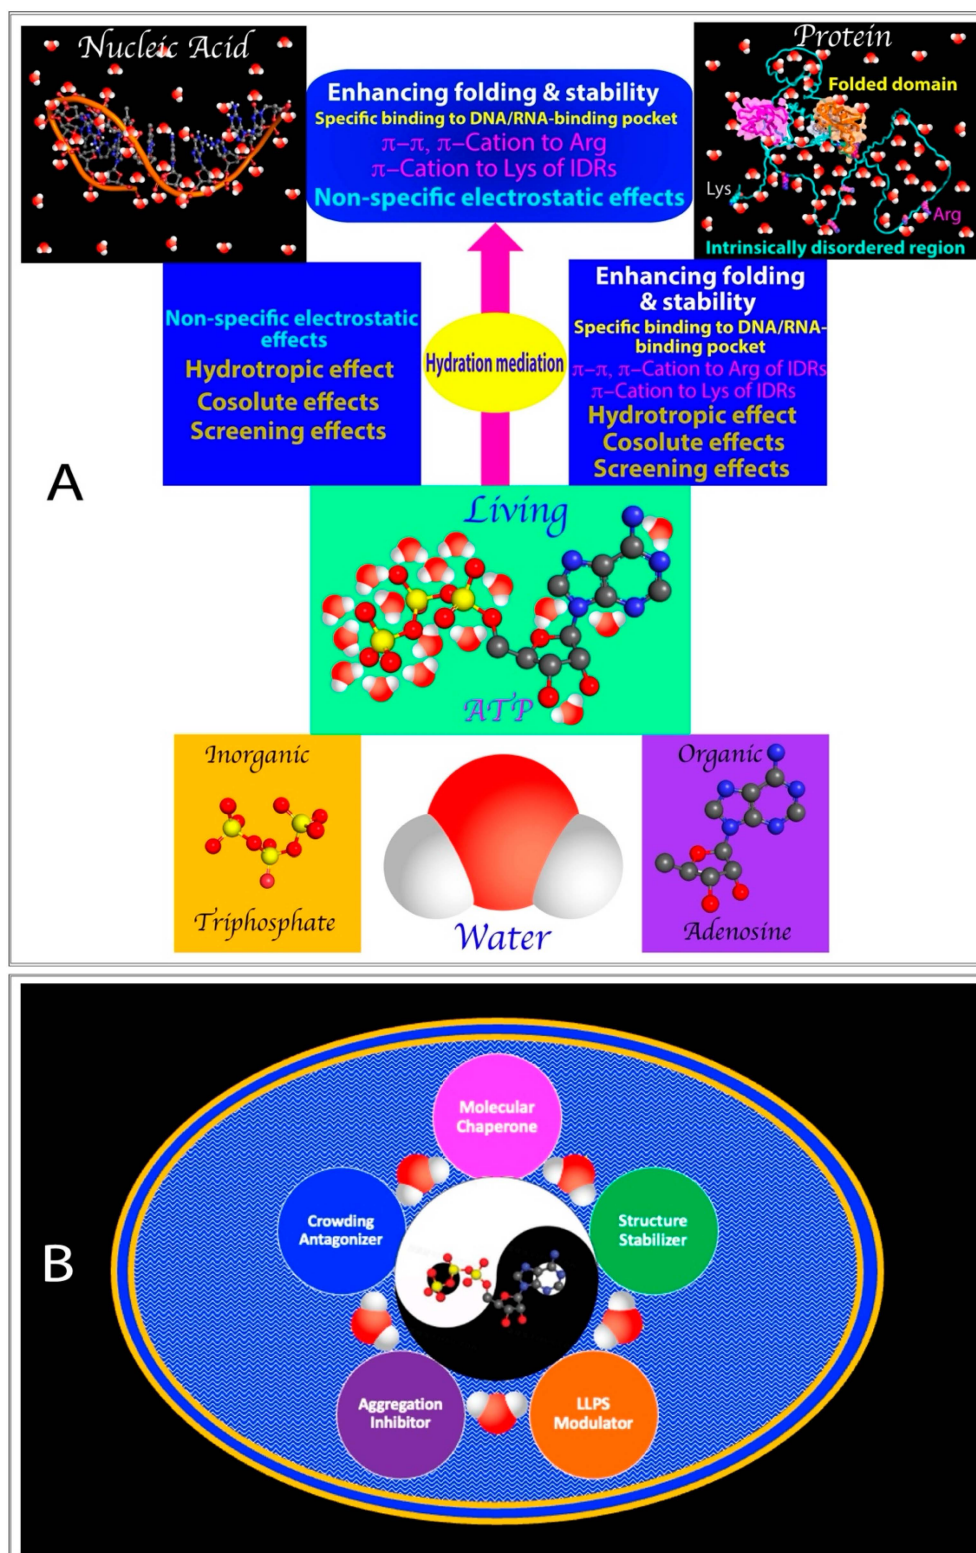 Nucleic Acid
Enhancing folding & stability
Specific binding to DNA/RNA-binding pocket
π–π, π–Cation to Arg
π–Cation to Lys of IDRs
Non-specific electrostatic effects
Protein
Folded domain
Lys
Arg
Intrinsically disordered region
Non-specific electrostatic
effects
Hydrotropic effect
Cosolute effects
Screening effects
Hydration mediation
Enhancing folding
& stability
Specific binding to DNA/RNA-
binding pocket
π–π, π–Cation to Arg of IDRs
π–Cation to Lys of IDRs
Hydrotropic effect
Cosolute effects
Screening effects
A
Living
ATP
Inorganic
Triphosphate
Water
Organic
Adenosine
B
Molecular
Chaperone
Crowding
Antagonizer
Structure
Stabilizer
Aggregation
Inhibitor
LLPS
Modulator